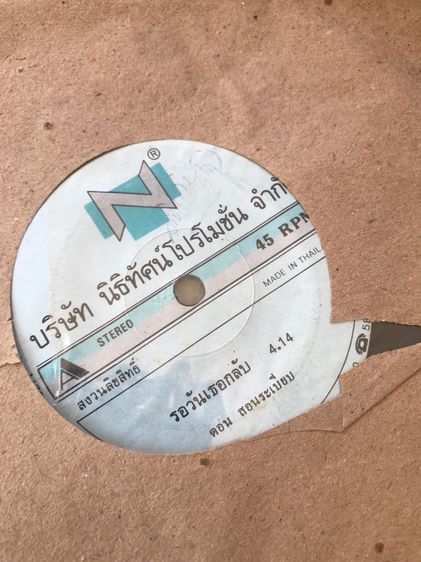 N ®
บริษัท นิธิทัศน์โปรโมชั่น จำกั
STEREO
45 RPM
A
สงวนลิขสิทธิ์
MADE IN THAIL
รอวันเธอกลับ 4.14
ตอน สอนระเบียบ
58